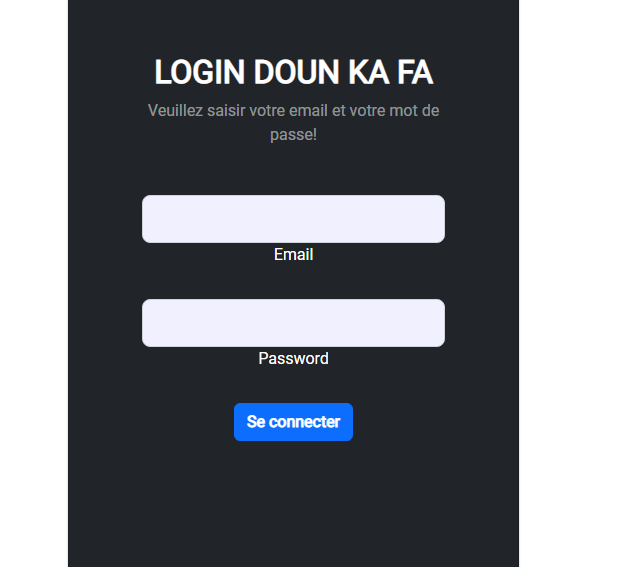 LOGIN DOUN KA FA
Veuillez saisir votre email et votre mot de
passe!
Email
Password
Se connecter